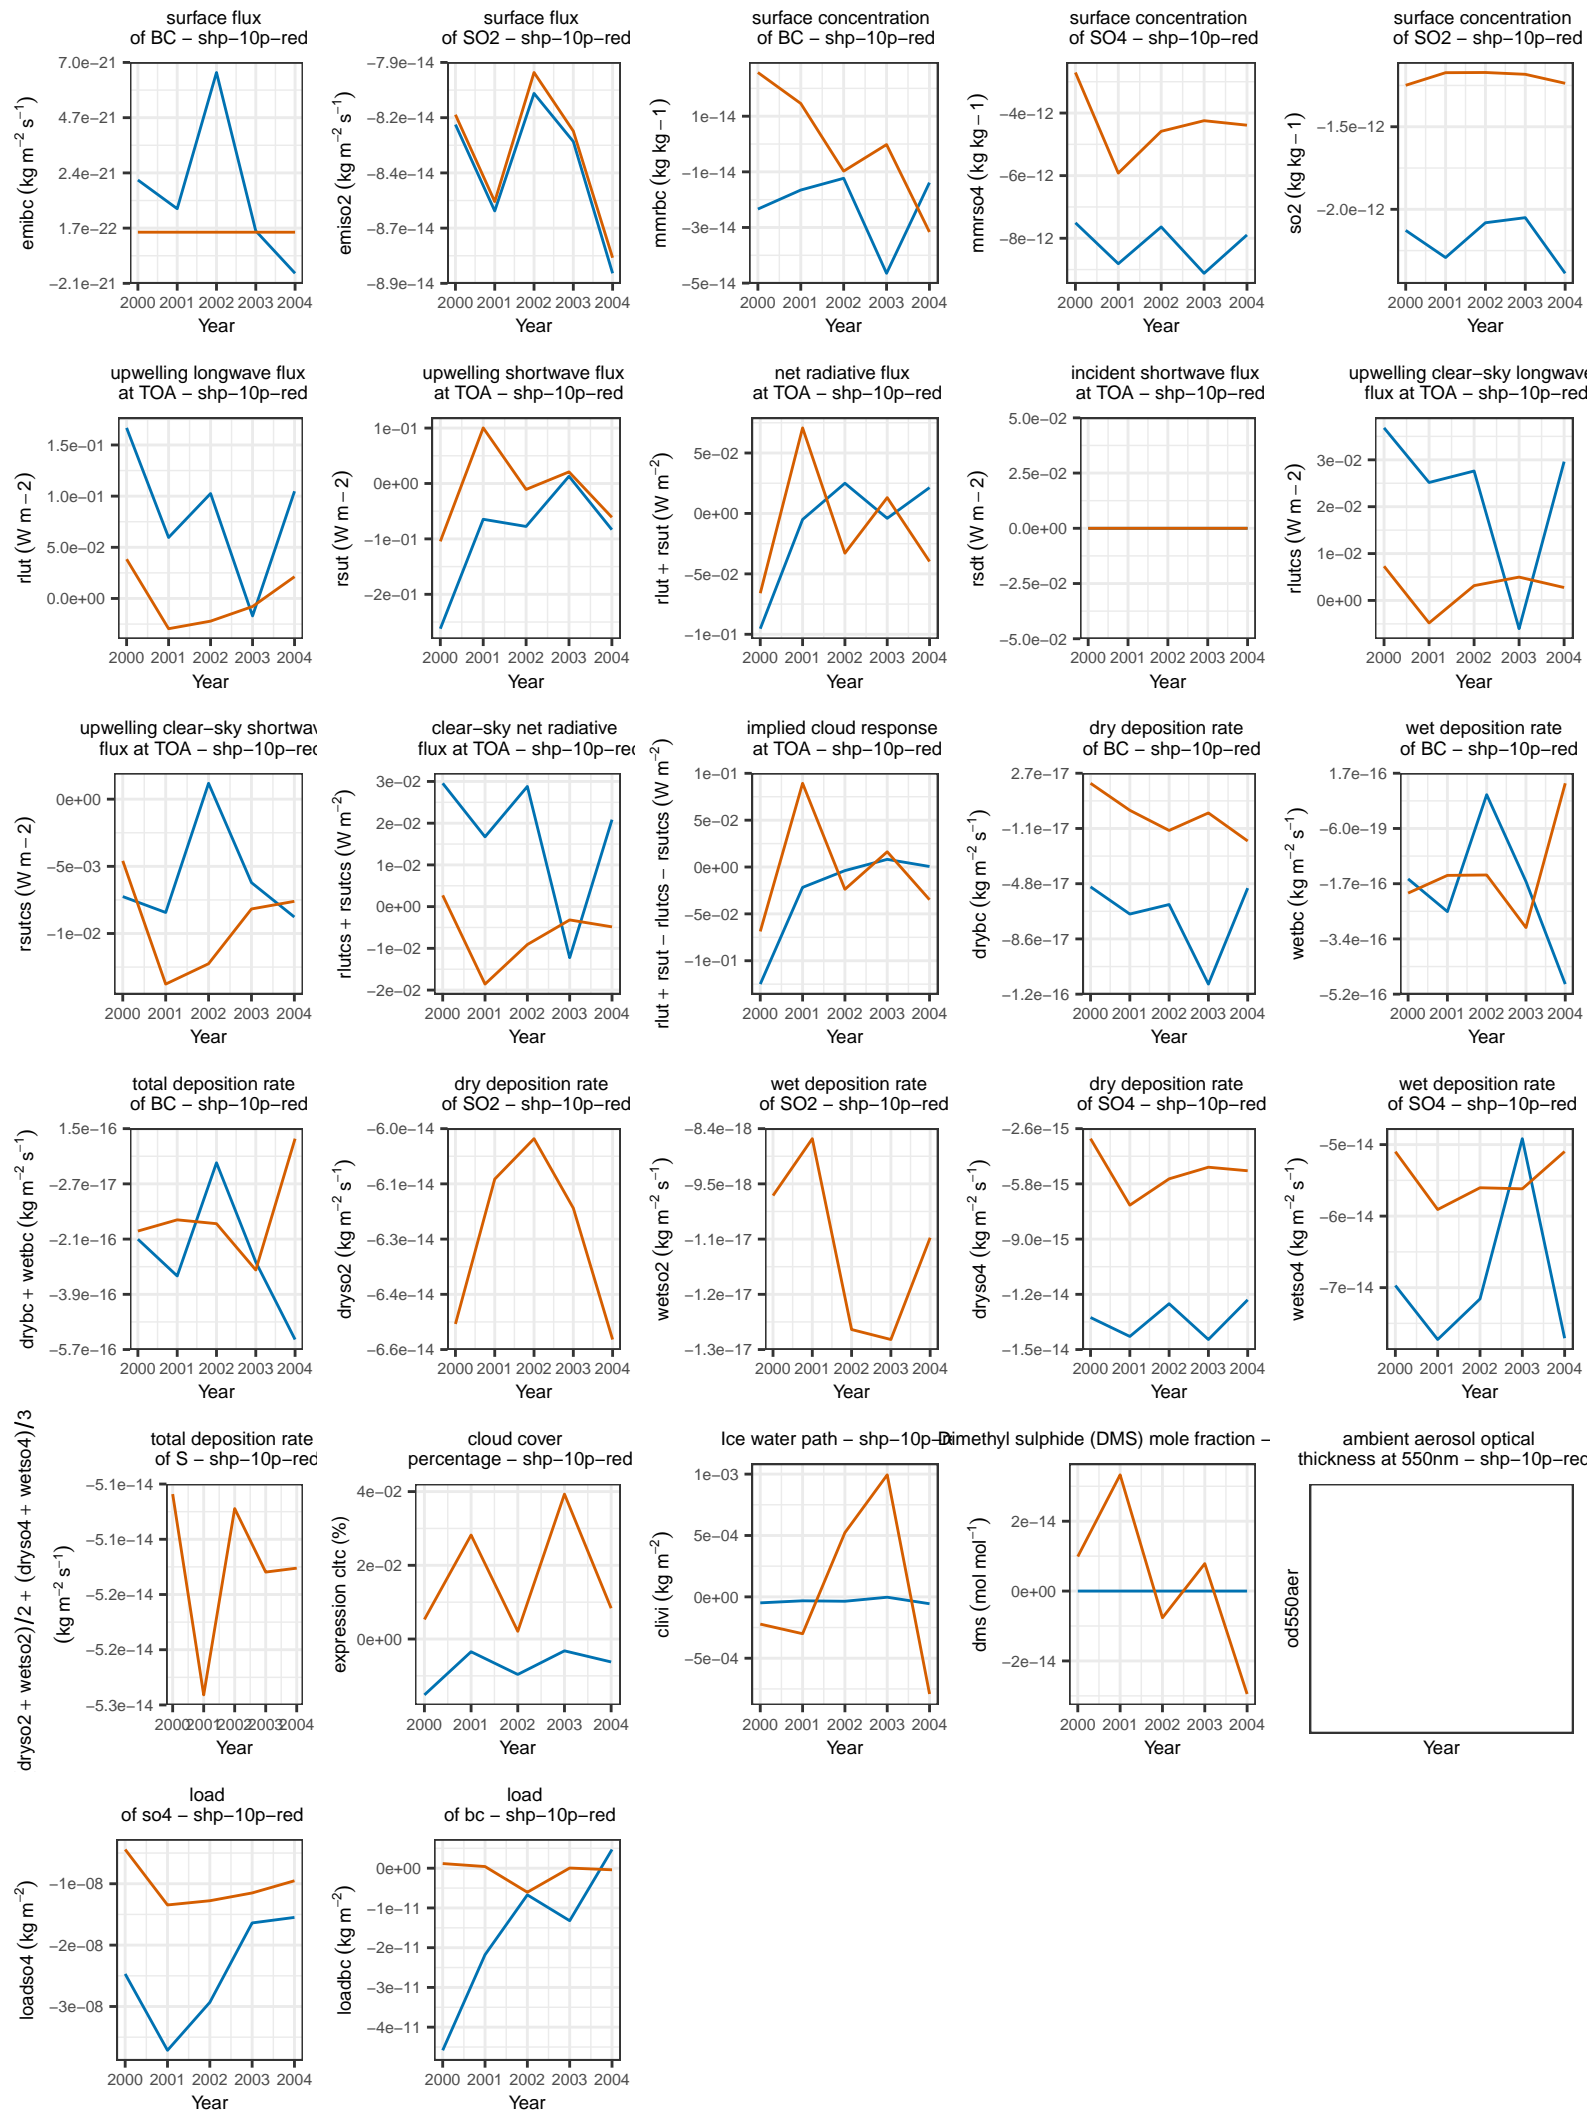 surface flux
of BC − shp−10p−red
emibc (kg m−2 s−1)
7.0e−21
4.7e−21
2.4e−21
1.7e−22
−2.1e−21
2000 2001 2002 2003 2004
Year
surface flux
of SO2 − shp−10p−red
emiso2 (kg m−2 s−1)
−7.9e−14
−8.2e−14
−8.4e−14
−8.7e−14
−8.9e−14
2000 2001 2002 2003 2004
Year
surface concentration
of BC − shp−10p−red
mmrbc (kg kg − 1)
1e−14
−1e−14
−3e−14
−5e−14
2000 2001 2002 2003 2004
Year
surface concentration
of SO4 − shp−10p−red
mmrso4 (kg kg − 1)
−4e−12
−6e−12
−8e−12
2000 2001 2002 2003 2004
Year
surface concentration
of SO2 − shp−10p−red
so2 (kg kg − 1)
−1.5e−12
−2.0e−12
2000 2001 2002 2003 2004
Year
upwelling longwave flux
at TOA − shp−10p−red
rlut (W m − 2)
1.5e−01
1.0e−01
5.0e−02
0.0e+00
2000 2001 2002 2003 2004
Year
upwelling shortwave flux
at TOA − shp−10p−red
rsut (W m − 2)
1e−01
0e+00
−1e−01
−2e−01
2000 2001 2002 2003 2004
Year
net radiative flux
at TOA − shp−10p−red
rlut + rsut (W m−2)
5e−02
0e+00
−5e−02
−1e−01
2000 2001 2002 2003 2004
Year
incident shortwave flux
at TOA − shp−10p−red
rsdt (W m − 2)
5.0e−02
2.5e−02
0.0e+00
−2.5e−02
−5.0e−02
2000 2001 2002 2003 2004
Year
upwelling clear−sky longwave
flux at TOA − shp−10p−red
rlutcs (W m − 2)
3e−02
2e−02
1e−02
0e+00
2000 2001 2002 2003 2004
Year
upwelling clear−sky shortwav
flux at TOA − shp−10p−red
rsutcs (W m − 2)
0e+00
−5e−03
−1e−02
2000 2001 2002 2003 2004
Year
clear−sky net radiative
flux at TOA − shp−10p−red
rlutcs + rsutcs (W m−2)
3e−02
2e−02
1e−02
0e+00
−1e−02
−2e−02
2000 2001 2002 2003 2004
Year
implied cloud response
at TOA − shp−10p−red
rlut + rsut − rlutcs − rsutcs (W m−2)
1e−01
5e−02
0e+00
−5e−02
−1e−01
2000 2001 2002 2003 2004
Year
dry deposition rate
of BC − shp−10p−red
drybc (kg m−2 s−1)
2.7e−17
−1.1e−17
−4.8e−17
−8.6e−17
−1.2e−16
2000 2001 2002 2003 2004
Year
wet deposition rate
of BC − shp−10p−red
wetbc (kg m−2 s−1)
1.7e−16
−6.0e−19
−1.7e−16
−3.4e−16
−5.2e−16
2000 2001 2002 2003 2004
Year
total deposition rate
of BC − shp−10p−red
drybc + wetbc (kg m−2 s−1)
1.5e−16
−2.7e−17
−2.1e−16
−3.9e−16
−5.7e−16
2000 2001 2002 2003 2004
Year
dry deposition rate
of SO2 − shp−10p−red
dryso2 (kg m−2 s−1)
−6.0e−14
−6.1e−14
−6.3e−14
−6.4e−14
−6.6e−14
2000 2001 2002 2003 2004
Year
wet deposition rate
of SO2 − shp−10p−red
wetso2 (kg m−2 s−1)
−8.4e−18
−9.5e−18
−1.1e−17
−1.2e−17
−1.3e−17
2000 2001 2002 2003 2004
Year
dry deposition rate
of SO4 − shp−10p−red
dryso4 (kg m−2 s−1)
−2.6e−15
−5.8e−15
−9.0e−15
−1.2e−14
−1.5e−14
2000 2001 2002 2003 2004
Year
wet deposition rate
of SO4 − shp−10p−red
wetso4 (kg m−2 s−1)
−5e−14
−6e−14
−7e−14
2000 2001 2002 2003 2004
Year
total deposition rate
of S − shp−10p−red
dryso2 + wetso2)/2 + (dryso4 + wetso4)/3
(kg m−2 s−1)
−5.1e−14
−5.1e−14
−5.2e−14
−5.2e−14
−5.3e−14
2000 2001 2002 2003 2004
Year
cloud cover
percentage − shp−10p−red
expression cltc (%)
4e−02
2e−02
0e+00
2000 2001 2002 2003 2004
Year
Ice water path − shp−10p−
clivi (kg m−2)
1e−03
5e−04
0e+00
−5e−04
2000 2001 2002 2003 2004
Year
Dimethyl sulphide (DMS) mole fraction −
dms (mol mol−1)
2e−14
0e+00
−2e−14
2000 2001 2002 2003 2004
Year
ambient aerosol optical
thickness at 550nm − shp−10p−red
od550aer
Year
load
of so4 − shp−10p−red
loadso4 (kg m−2)
−1e−08
−2e−08
−3e−08
2000 2001 2002 2003 2004
Year
load
of bc − shp−10p−red
loadbc (kg m−2)
0e+00
−1e−11
−2e−11
−3e−11
−4e−11
2000 2001 2002 2003 2004
Year